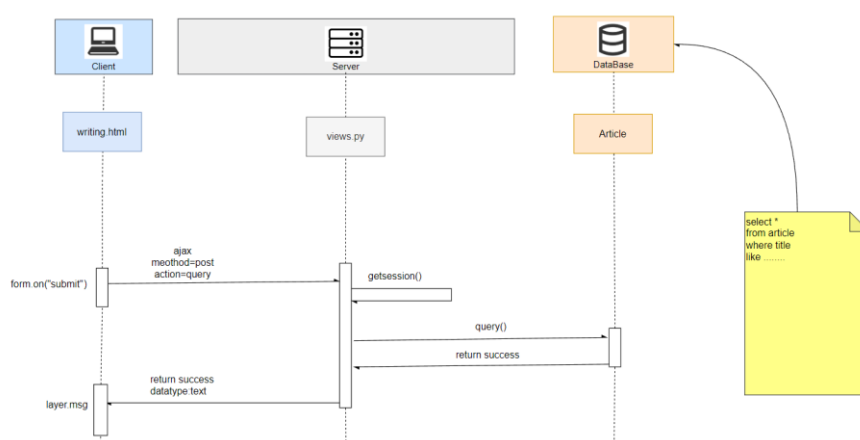 Client
Server
DataBase
writing.html
views.py
Article
select *
from article
where title
like ........
ajax
meothod=post
action=query
form.on("submit")
getsession()
query()
return success
return success
datatype:text
layer.msg